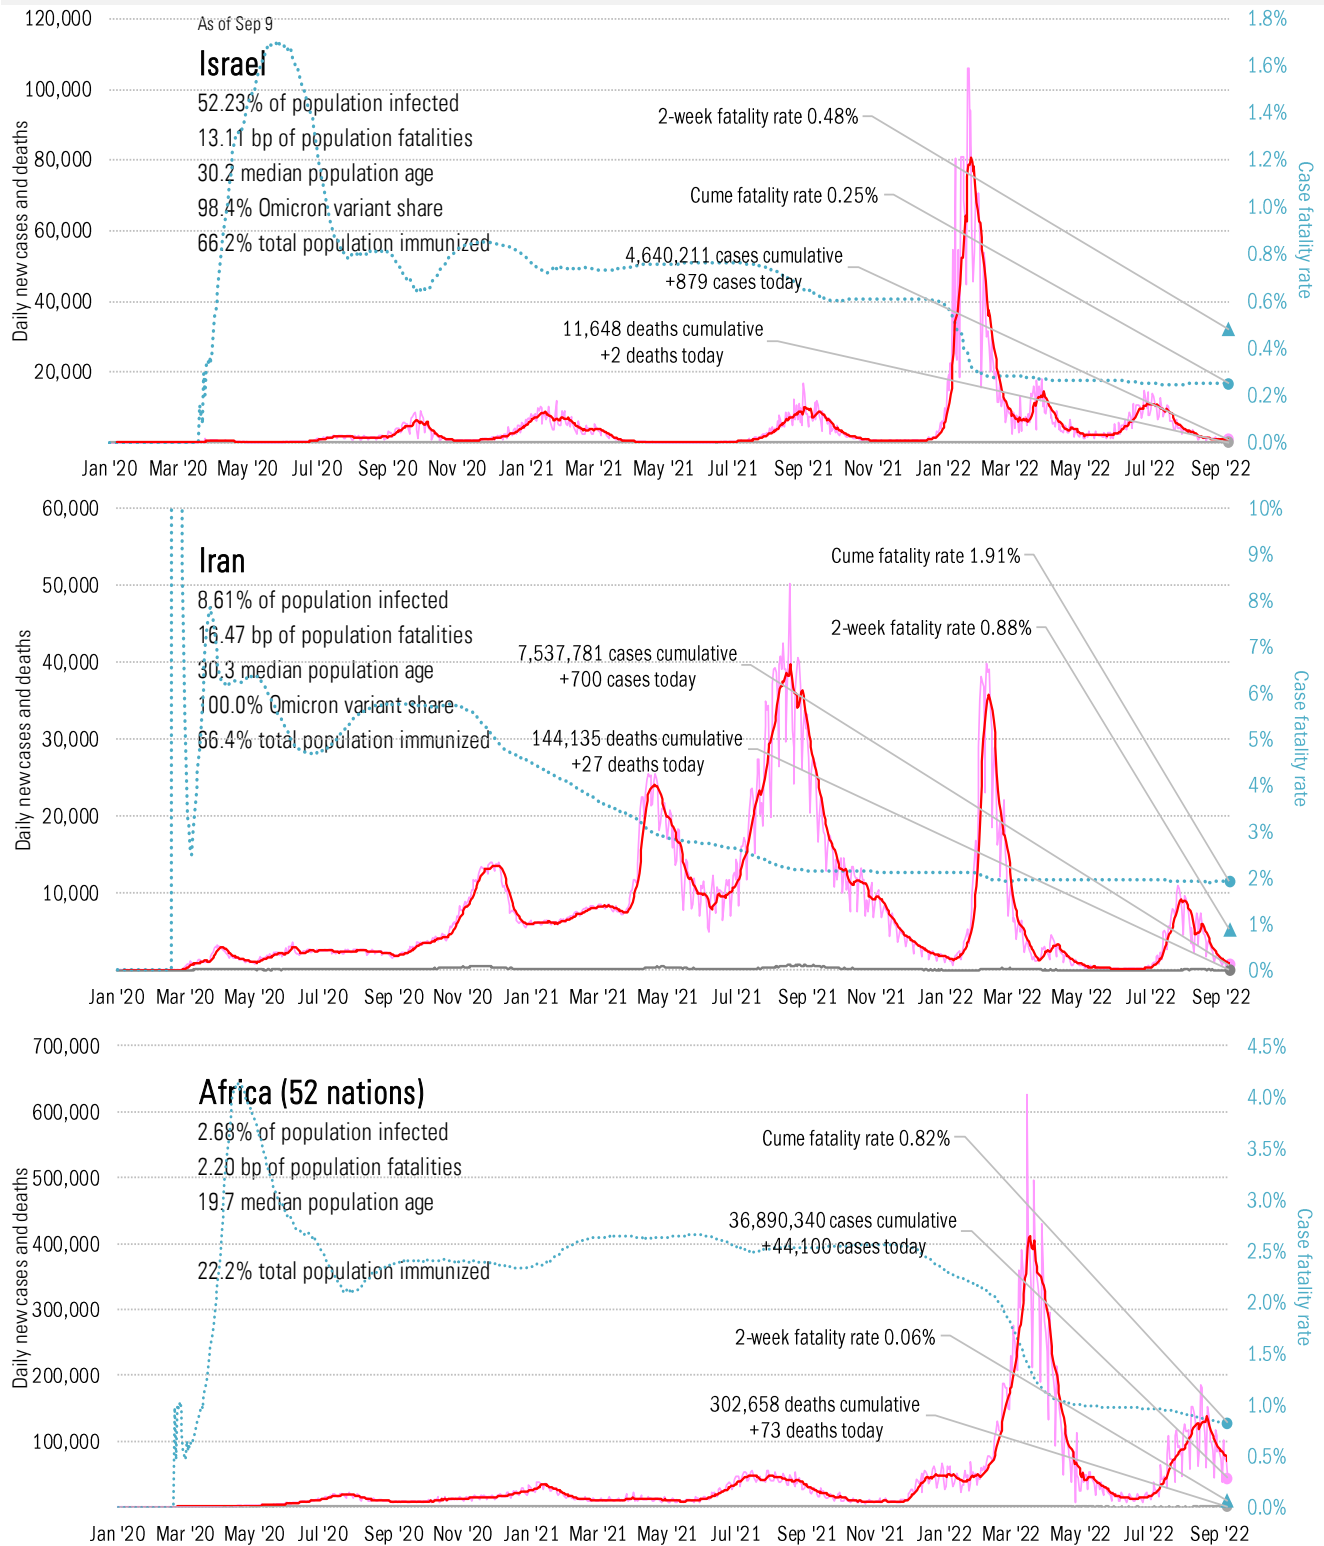 As of Sep 9
Israel
52.23% of population infected
13.11 bp of population fatalities
30.2 median population age
98.4% Omicron variant share
66.2% total population immunized
2-week fatality rate 0.48%
Cume fatality rate 0.25%
4,640,211 cases cumulative
+879 cases today
11,648 deaths cumulative
+2 deaths today
Daily new cases and deaths
120,000
100,000
80,000
60,000
40,000
20,000
1.8%
1.6%
1.4%
1.2%
1.0%
0.8%
0.6%
0.4%
0.2%
0.0%
Case fatality rate
Jan '20 Mar '20 May '20 Jul '20 Sep '20 Nov '20 Jan '21 Mar '21 May '21 Jul '21 Sep '21 Nov '21 Jan '22 Mar '22 May '22 Jul '22 Sep '22
Iran
8.61% of population infected
16.47 bp of population fatalities
30.3 median population age
100.0% Omicron variant share
66.4% total population immunized
Cume fatality rate 1.91%
2-week fatality rate 0.88%
7,537,781 cases cumulative
+700 cases today
144,135 deaths cumulative
+27 deaths today
Daily new cases and deaths
60,000
50,000
40,000
30,000
20,000
10,000
10%
9%
8%
7%
6%
5%
4%
3%
2%
1%
0%
Case fatality rate
Jan '20 Mar '20 May '20 Jul '20 Sep '20 Nov '20 Jan '21 Mar '21 May '21 Jul '21 Sep '21 Nov '21 Jan '22 Mar '22 May '22 Jul '22 Sep '22
Africa (52 nations)
2.68% of population infected
2.20 bp of population fatalities
19.7 median population age
22.2% total population immunized
Cume fatality rate 0.82%
36,890,340 cases cumulative
+44,100 cases today
2-week fatality rate 0.06%
302,658 deaths cumulative
+73 deaths today
Daily new cases and deaths
700,000
600,000
500,000
400,000
300,000
200,000
100,000
4.5%
4.0%
3.5%
3.0%
2.5%
2.0%
1.5%
1.0%
0.5%
0.0%
Case fatality rate
Jan '20 Mar '20 May '20 Jul '20 Sep '20 Nov '20 Jan '21 Mar '21 May '21 Jul '21 Sep '21 Nov '21 Jan '22 Mar '22 May '22 Jul '22 Sep '22